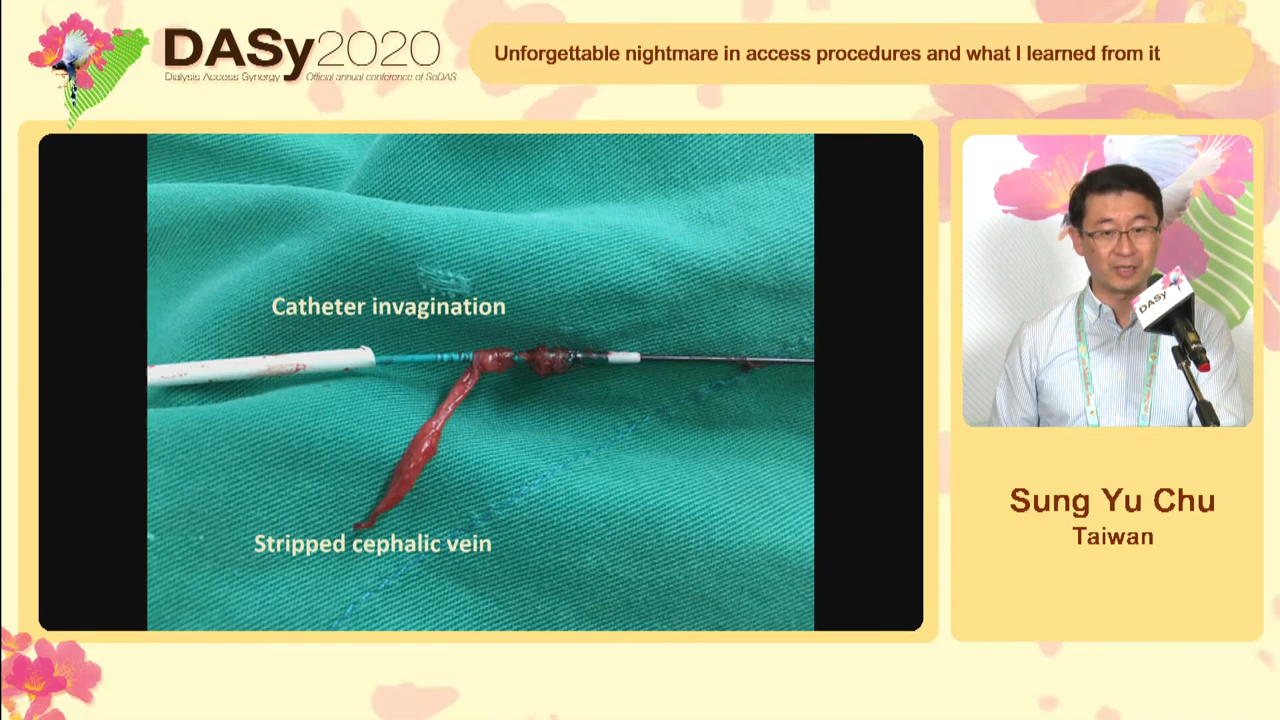 DASy2020
Dialysis Access Synergy Official annual conference of SoDAS
Unforgettable nightmare in access procedures and what I learned from it
Catheter invagination
Stripped cephalic vein
DASy
Sung Yu Chu
Taiwan